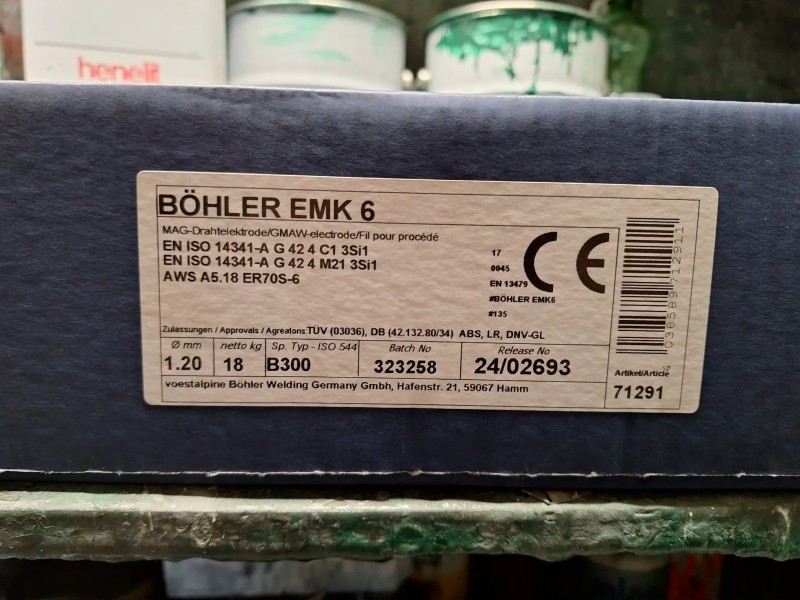 henelit
BÖHLER EMK 6
MAG-Drahtelektrode/GMAW-electrode/Fil pour procédé
EN ISO 14341-A G 42 4 C1 3Si1
EN ISO 14341-A G 42 4 M21 3Si1
AWS A5.18 ER70S-6
CE
17
0045
EN 13479
#BÖHLER EMK6
#135
Zulassungen / Approvals / Agréatons: TÜV (03036), DB (42.132.80/34) ABS, LR, DNV-GL
Ø mm netto kg Sp. Typ - ISO 544 Batch No Release No
1.20 18 B300 323258 24/02693
voestalpine Böhler Welding Germany Gmbh, Hafenstr. 21, 59067 Hamm
Artikel/Article
71291